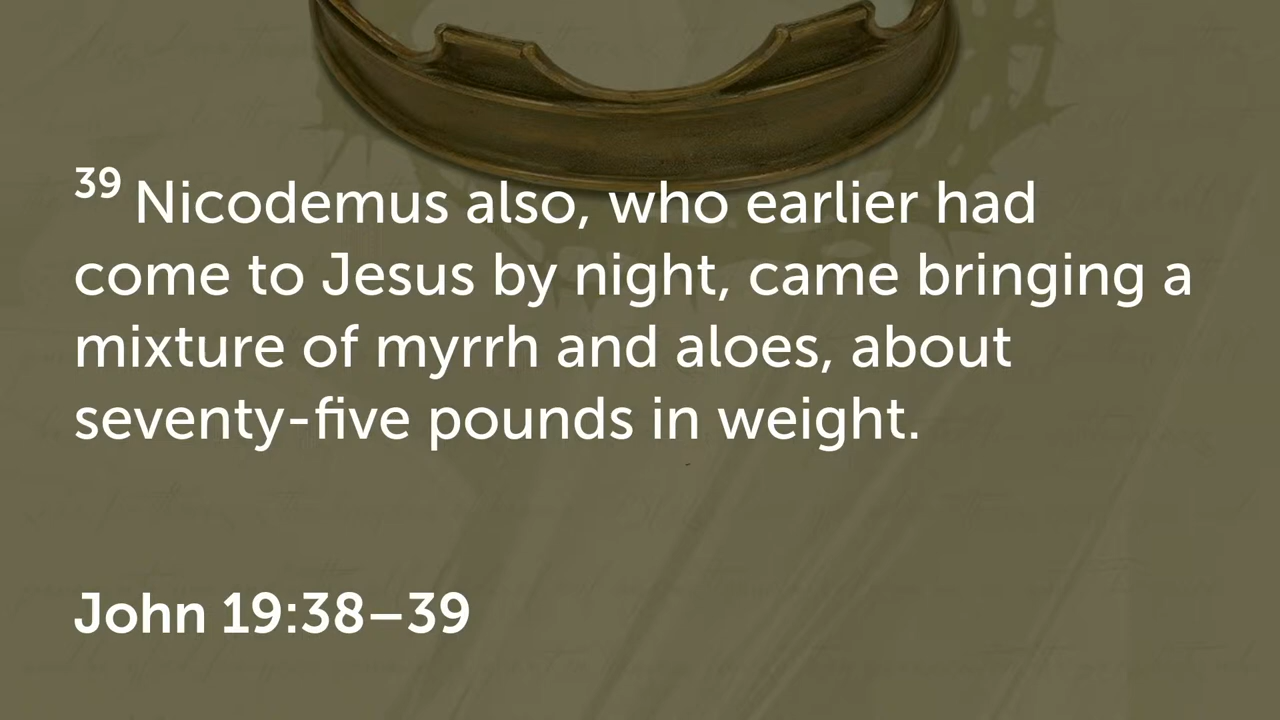 39 Nicodemus also, who earlier had
come to Jesus by night, came bringing a
mixture of myrrh and aloes, about
seventy-five pounds in weight.
John 19:38–39